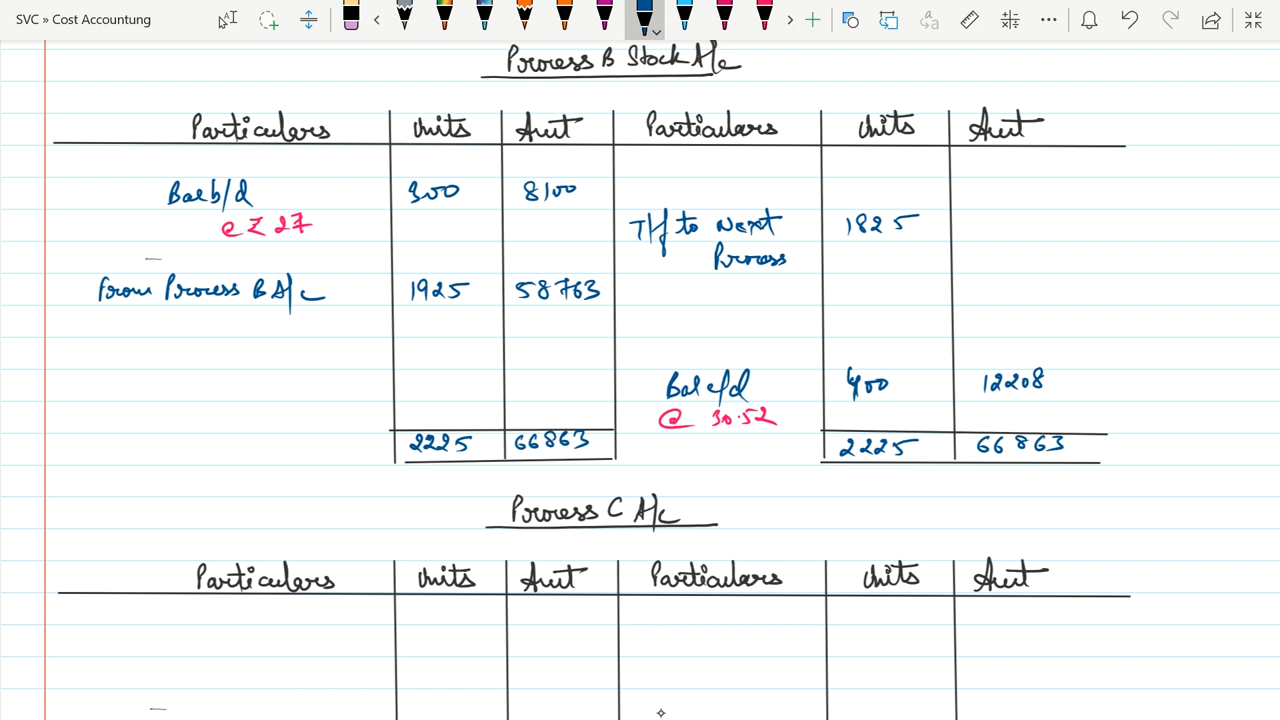 SVC » Cost Accountung
Process B Stock A/c
Particulars Units Amt Particulars Units Amt
Bal b/d 300 8100
@ ₹ 27
T/f to Next 1825
Process
From Process B A/c 1925 58763
Bal c/d 400 12208
@ 30.52
2225 66863 2225 66863
Process C A/c
Particulars Units Amt Particulars Units Amt